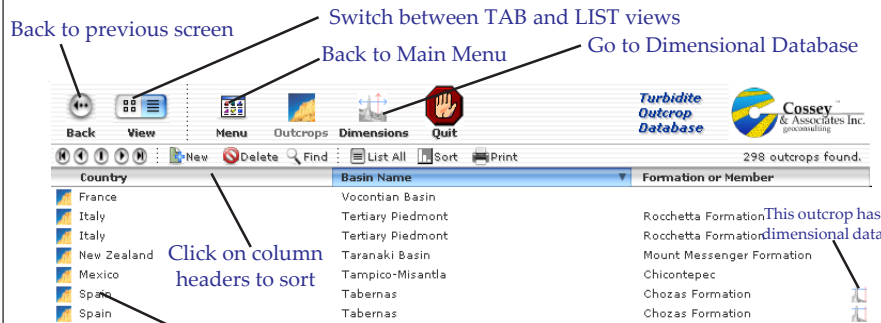 Switch between TAB and LIST views
Back to previous screen
Back to Main Menu
Go to Dimensional Database
Back View Menu Outcrops Dimensions Quit
Turbidite
Outcrop
Database
Cossey
& Associates Inc.
geoconsulting
New Delete Find List All Sort Print 298 outcrops found.
Country Basin Name Formation or Member
France Vocontian Basin
Italy Tertiary Piedmont Rocchetta Formation
This outcrop has
Italy Tertiary Piedmont Rocchetta Formation
dimensional data
New Zealand Taranaki Basin Mount Messenger Formation
Click on column
headers to sort
Mexico Tampico-Misantla Chicontepec
Spain Tabernas Chozas Formation
Spain Tabernas Chozas Formation